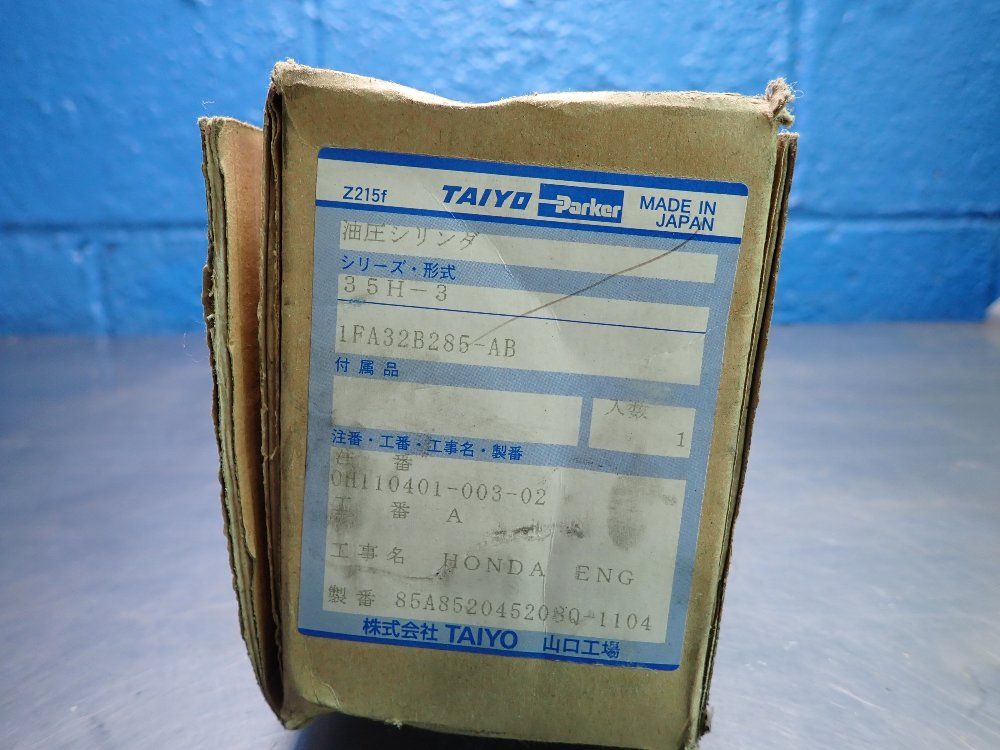 Z215f TAIYO Parker MADE IN JAPAN
油圧シリンダ
シリーズ・形式
35H-3
1FA32B285-AB
付属品
入数
1
注番・工番・工事名・製番
注 番
OH110401-003-02
工 番 A
工事名 HONDA ENG
製番 85A85204520BQ-1104
株式会社 TAIYO 山口工場